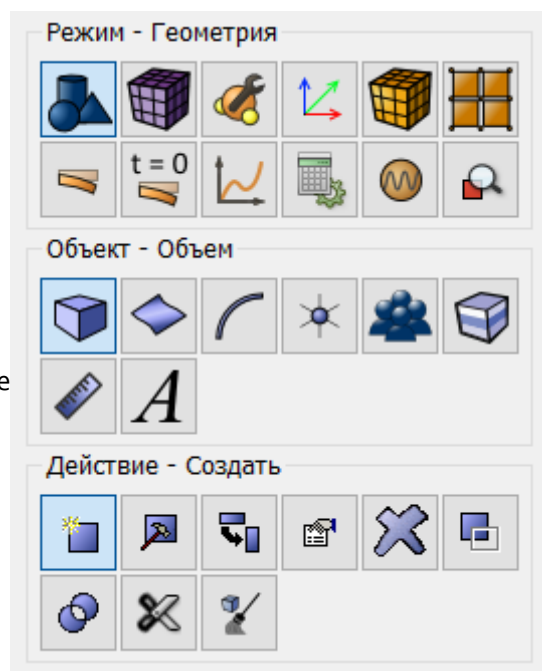 Режим - Геометрия
t = 0
Объект - Объем
е
A
Действие - Создать